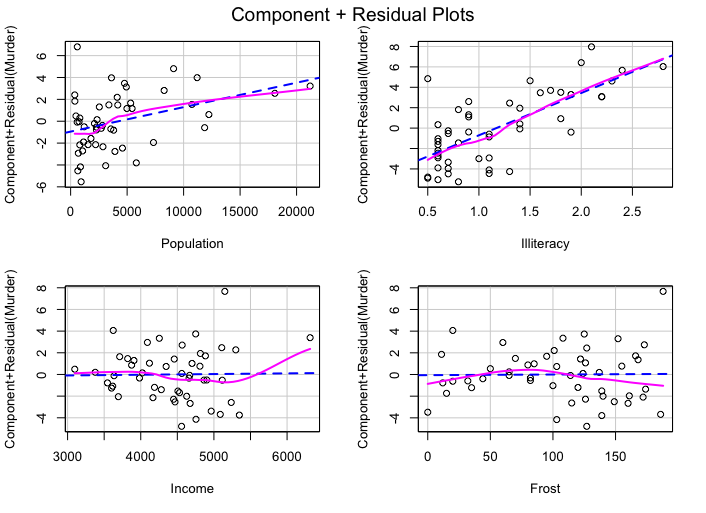 Component + Residual Plots
Component+Residual(Murder)
-6 -2 0 2 4 6
0 5000 10000 15000 20000
Population
Component+Residual(Murder)
-4 0 2 4 6 8
0.5 1.0 1.5 2.0 2.5
Illiteracy
Component+Residual(Murder)
-4 0 2 4 6 8
3000 4000 5000 6000
Income
Component+Residual(Murder)
-4 0 2 4 6 8
0 50 100 150
Frost